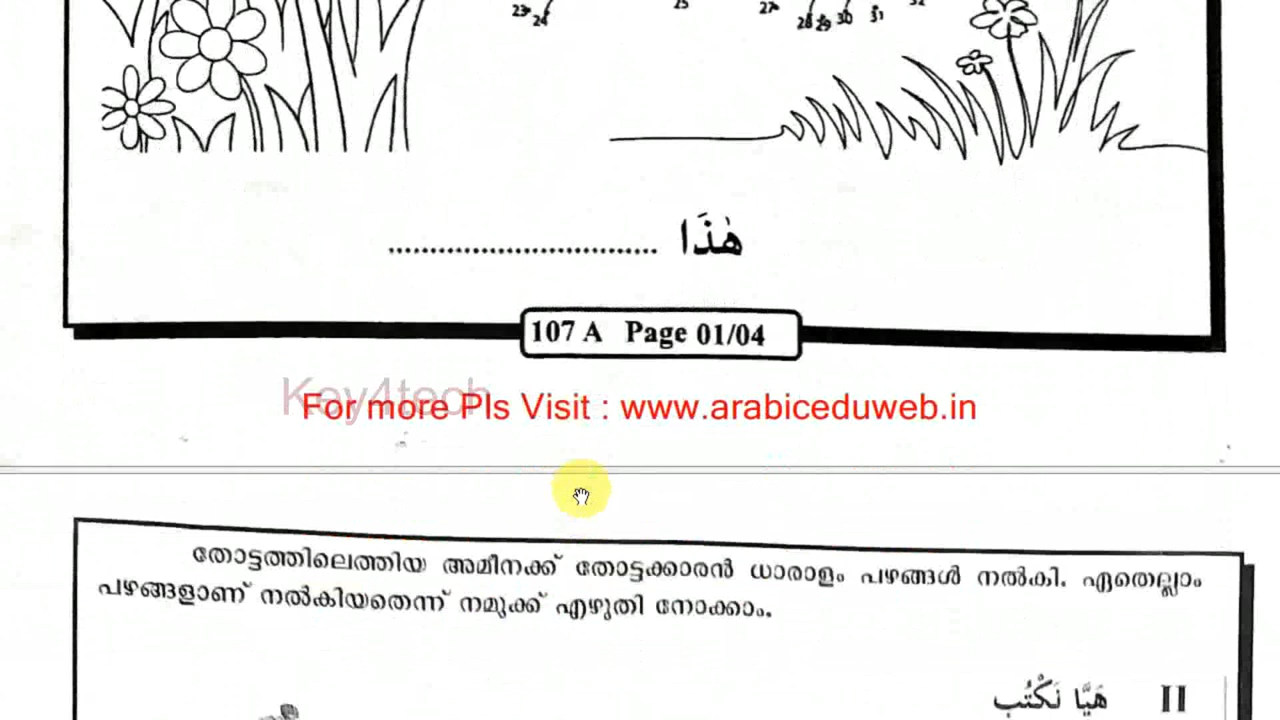 23 24 25 27 28 29 30 31 32
هٰذَا .................................
107 A Page 01/04
Key4tech
For more Pls Visit : www.arabiceduweb.in
തോട്ടത്തിലെത്തിയ അമീനക്ക് തോട്ടക്കാരൻ ധാരാളം പഴങ്ങൾ നൽകി. ഏതെല്ലാം
പഴങ്ങളാണ് നൽകിയതെന്ന് നമുക്ക് എഴുതി നോക്കാം.
II هَيَّا نَكْتُب